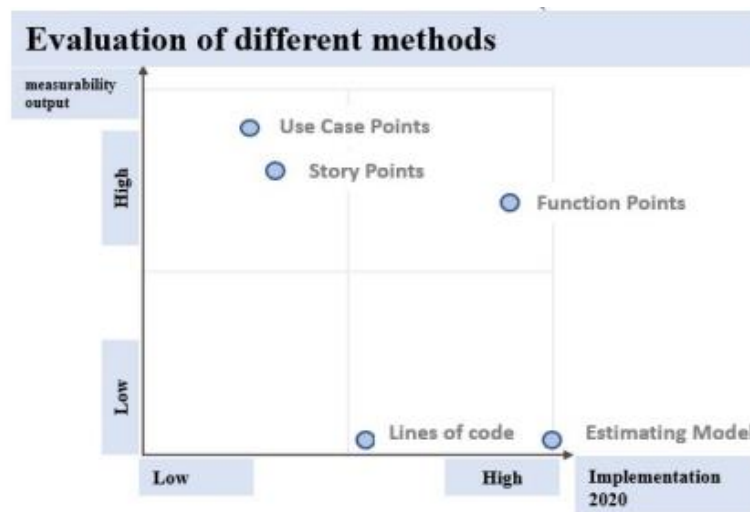 Evaluation of different methods
measurability
output
Use Case Points
Story Points
High
Function Points
Low
Lines of code
Estimating Model
Low
High
Implementation
2020